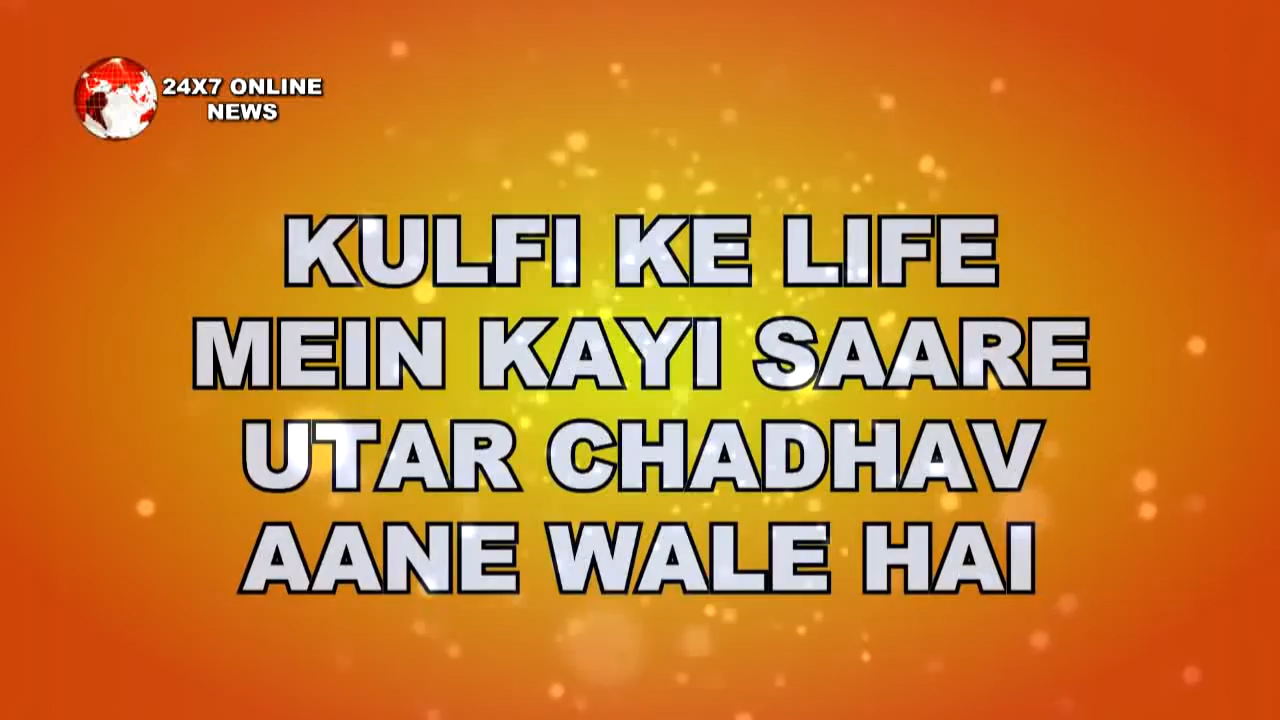 24X7 ONLINE
NEWS
KULFI KE LIFE
MEIN KAYI SAARE
UTAR CHADHAV
AANE WALE HAI